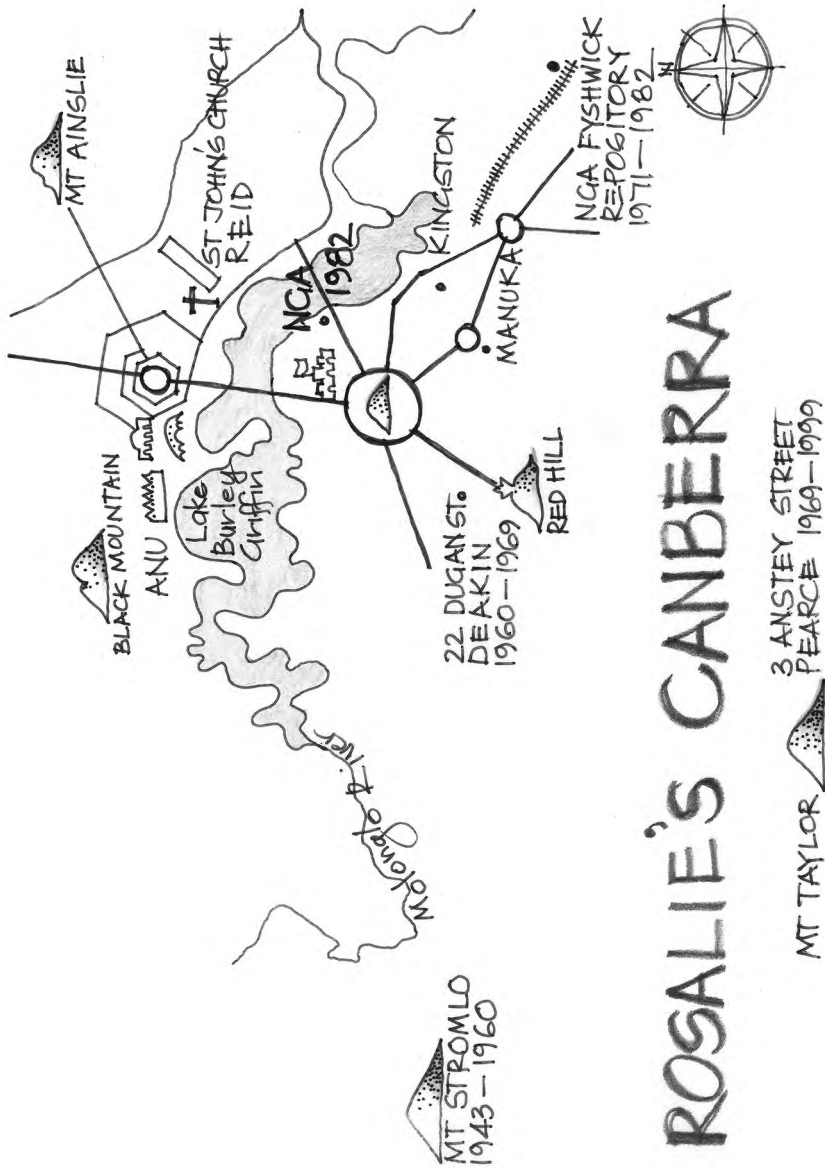 MT AINSLIE
ST JOHN'S CHURCH
REID
BLACK MOUNTAIN
ANU
Lake
Burley
Griffin
NGA
1982
KINGSTON
MANUKA
NGA FYSHWICK
REPOSITORY
1971—1982
N
RED HILL
22 DUGAN ST.
DEAKIN
1960—1969
Molonglo River
MT STROMLO
1943—1960
ROSALIE'S CANBERRA
3 ANSTEY STREET
PEARCE 1969—1999
MT TAYLOR